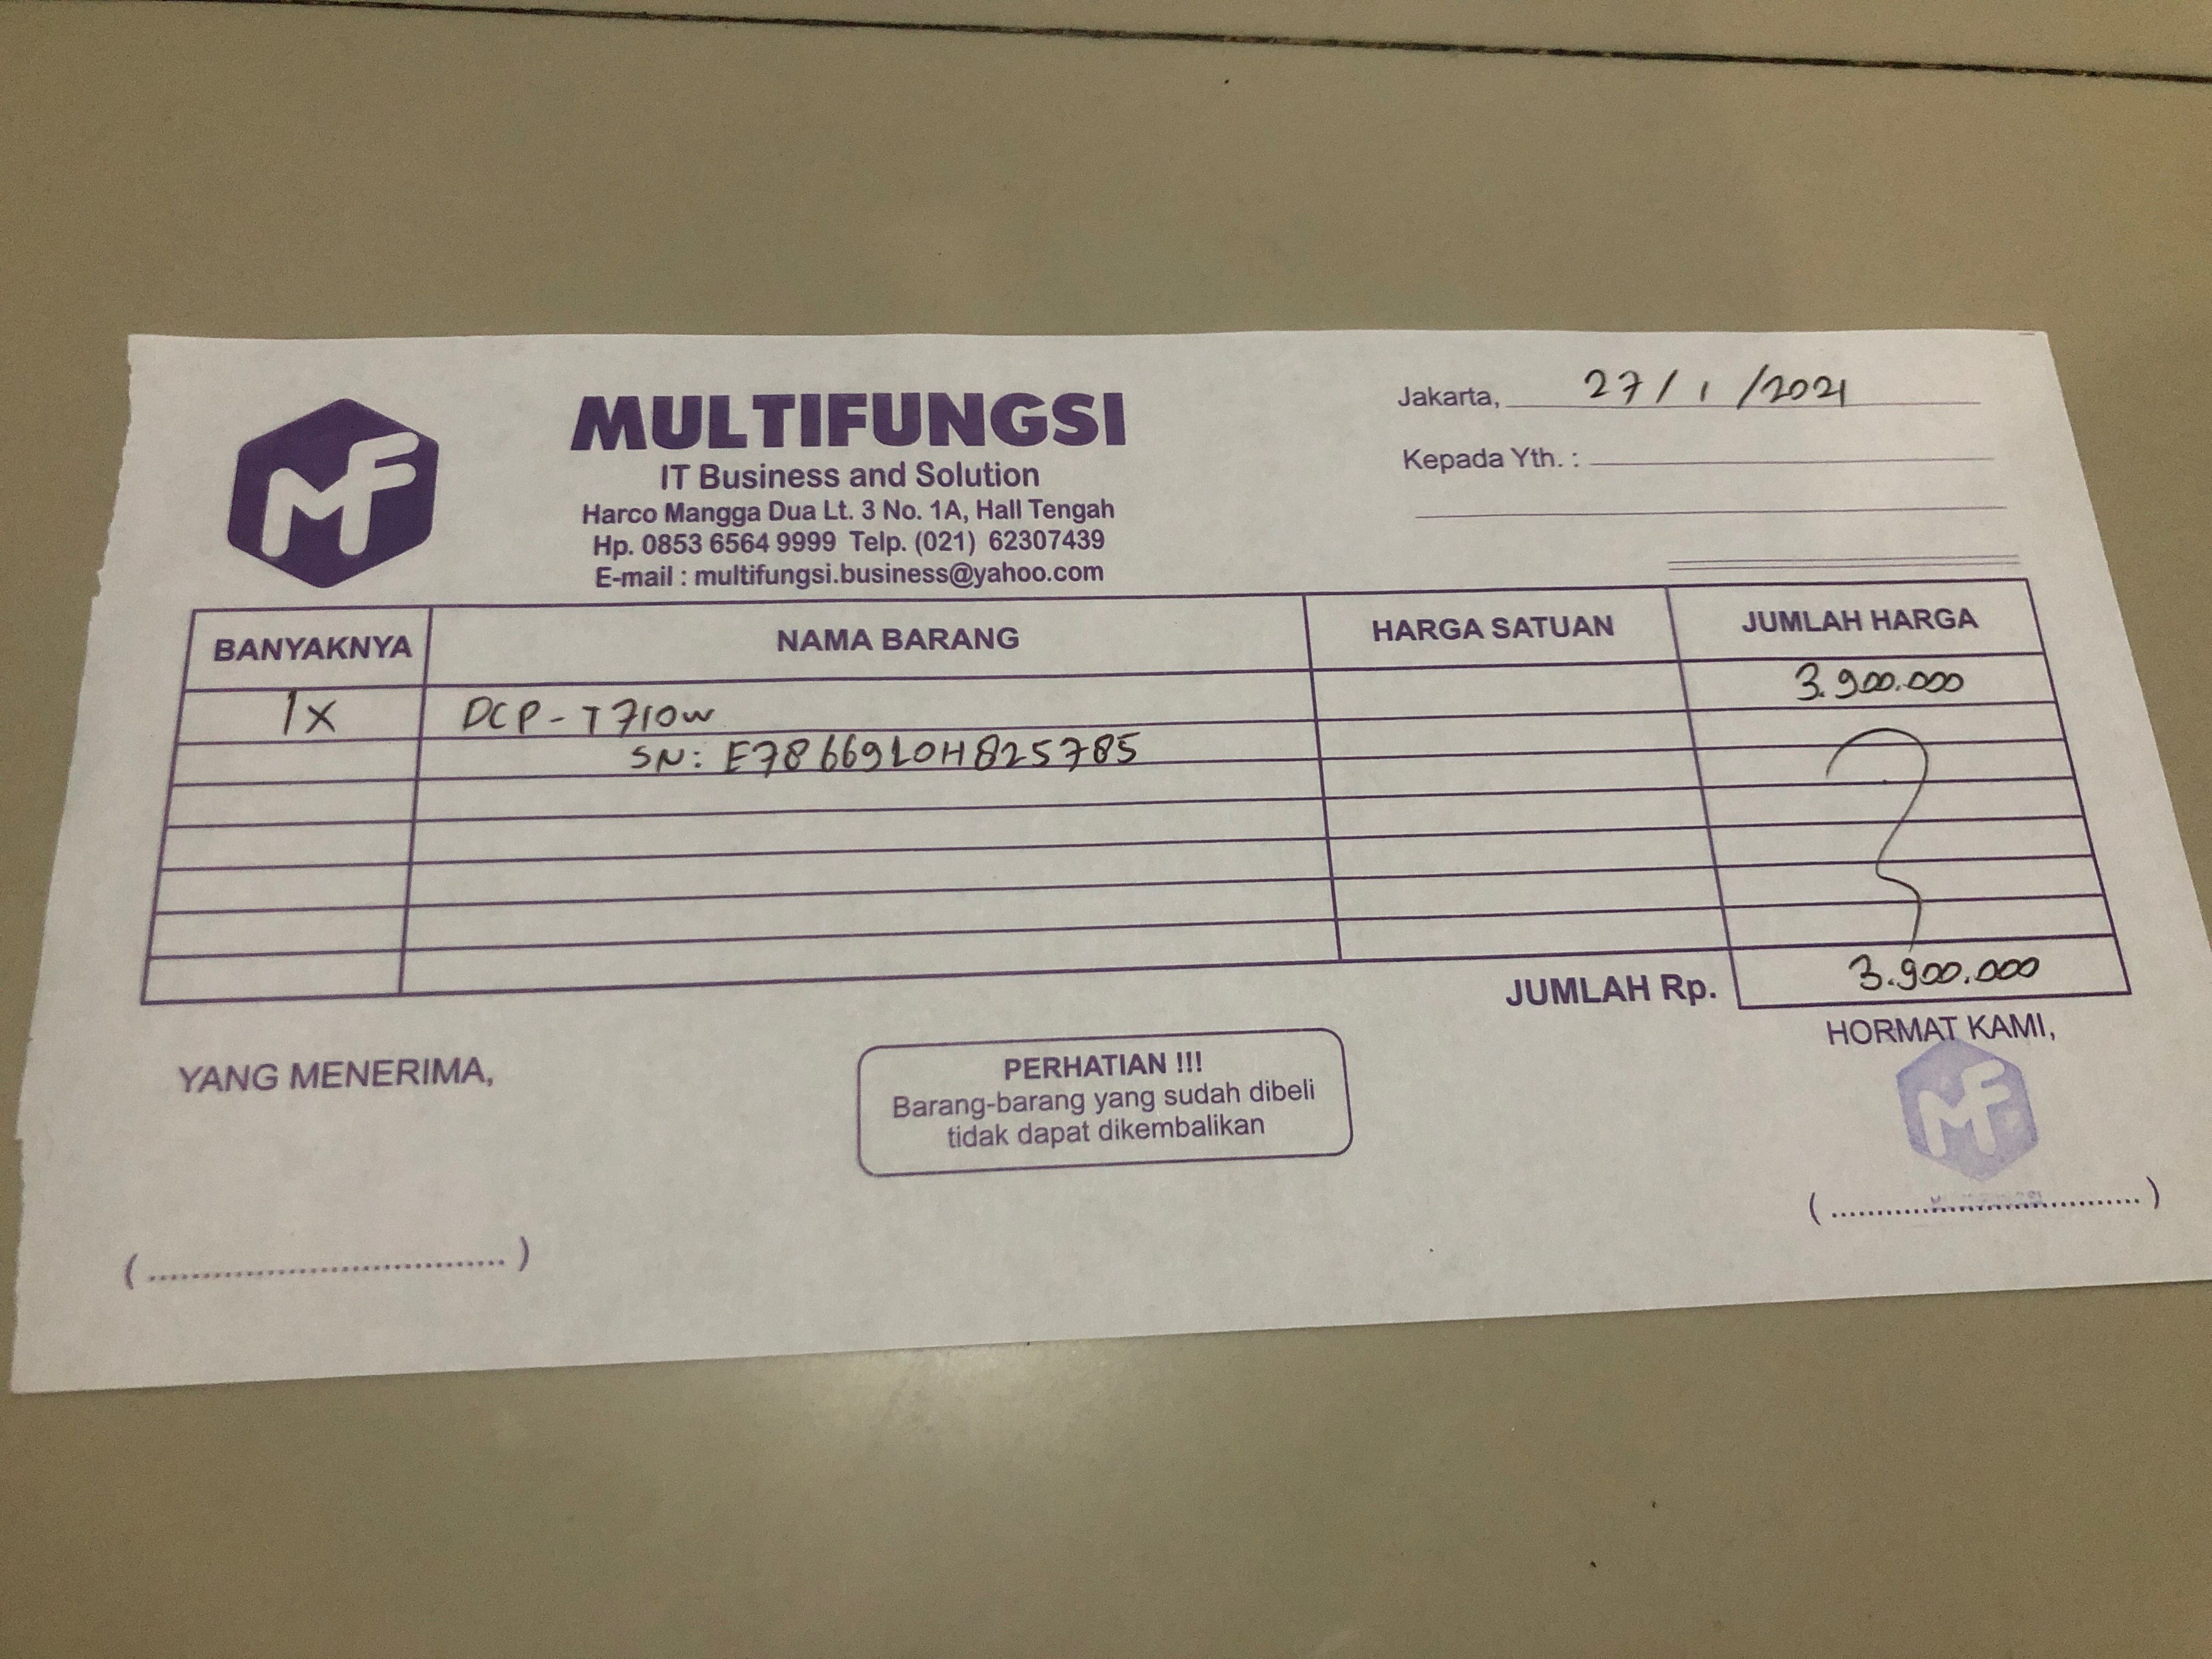 MF
MULTIFUNGSI
IT Business and Solution
Harco Mangga Dua Lt. 3 No. 1A, Hall Tengah
Hp. 0853 6564 9999 Telp. (021) 62307439
E-mail : multifungsi.business@yahoo.com
Jakarta, 27/1/2021
Kepada Yth. :
BANYAKNYA NAMA BARANG HARGA SATUAN JUMLAH HARGA
1x DCP-T710w 3.900.000
SN: E78669L0H825785
JUMLAH Rp. 3.900.000
YANG MENERIMA,
PERHATIAN !!!
Barang-barang yang sudah dibeli
tidak dapat dikembalikan
HORMAT KAMI,
MF
(..................................)
(..................................)